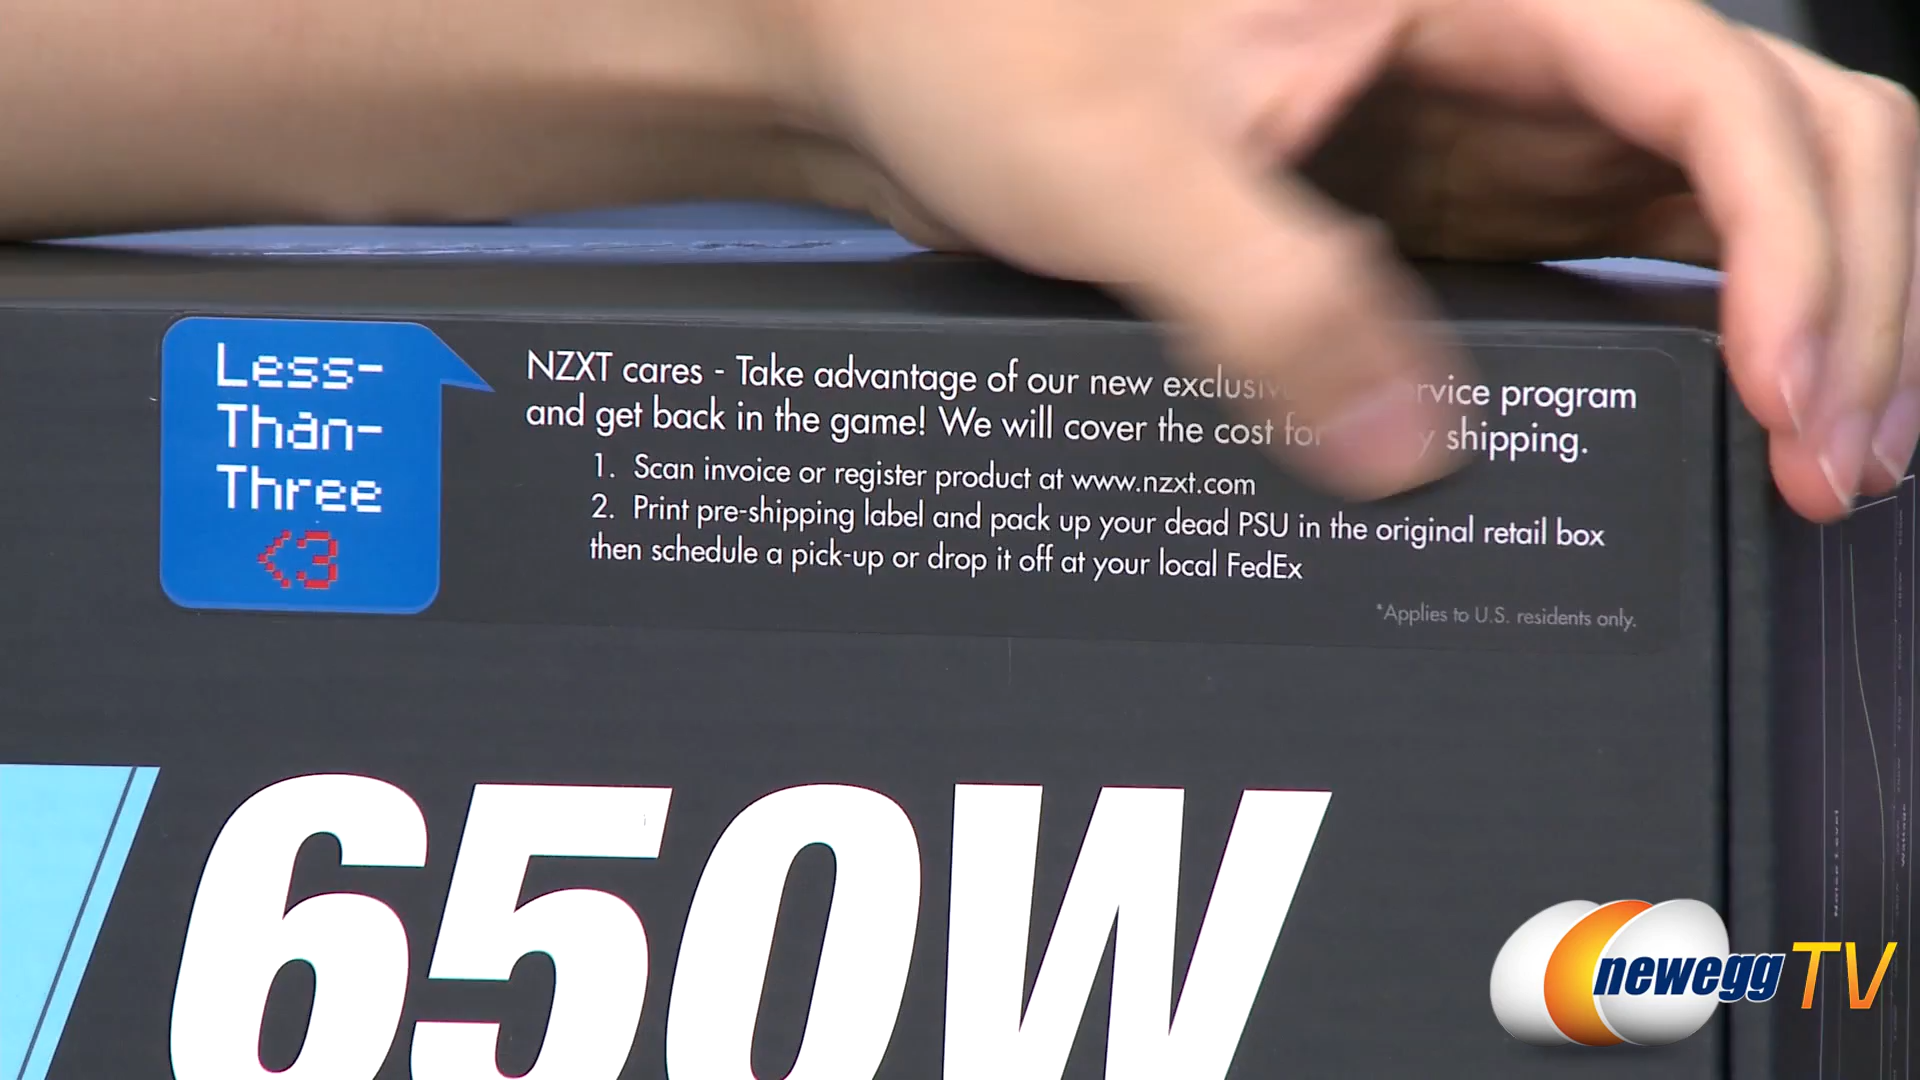 Less-
Than-
Three
<3
NZXT cares - Take advantage of our new program
and get back in the game! We will cover the cost for shipping.
1. Scan invoice or register product at www.nzxt.com
2. Print pre-shipping label and pack up your dead PSU in the original retail box
then schedule a pick-up or drop it off at your local FedEx
*Applies to U.S. residents only.
650W
newegg TV
Noise Level